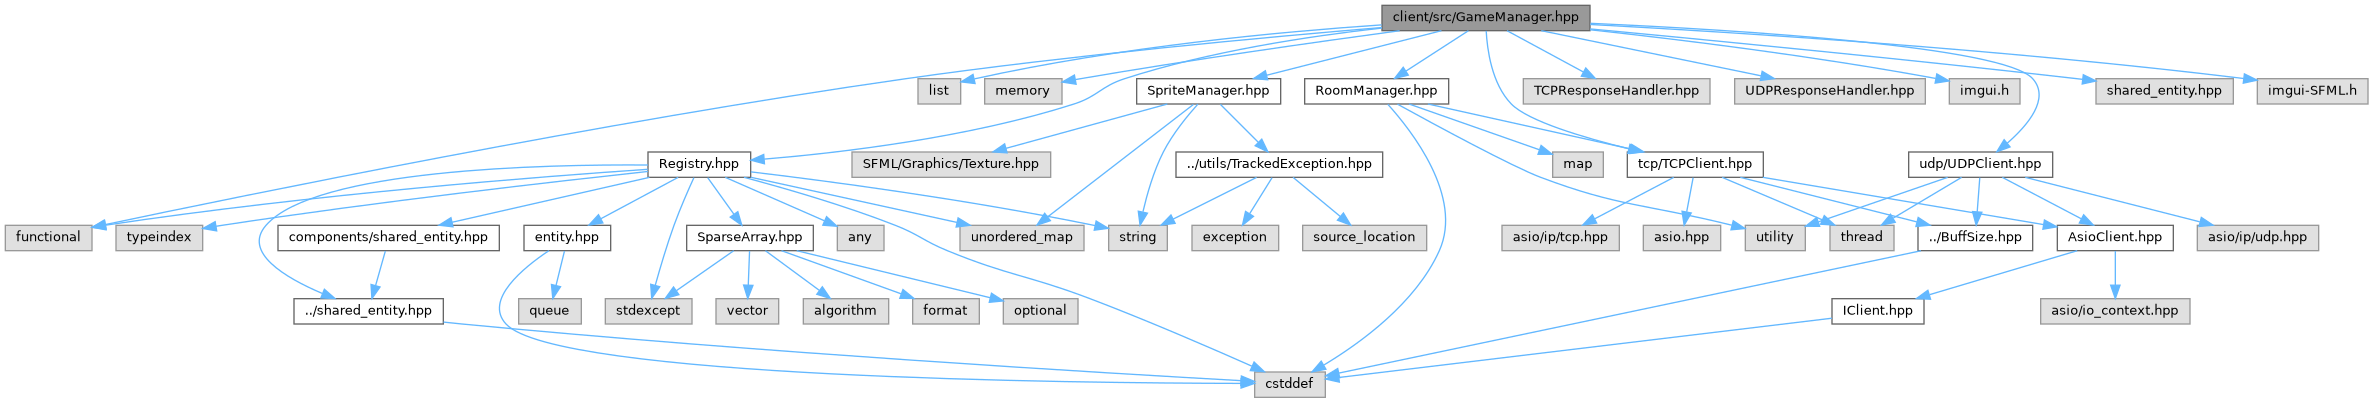 client/src/GameManager.hpp
list
memory
SpriteManager.hpp
RoomManager.hpp
TCPResponseHandler.hpp
UDPResponseHandler.hpp
imgui.h
shared_entity.hpp
imgui-SFML.h
Registry.hpp
SFML/Graphics/Texture.hpp
../utils/TrackedException.hpp
map
tcp/TCPClient.hpp
udp/UDPClient.hpp
functional
typeindex
components/shared_entity.hpp
entity.hpp
SparseArray.hpp
any
unordered_map
string
exception
source_location
asio/ip/tcp.hpp
asio.hpp
utility
thread
../BuffSize.hpp
AsioClient.hpp
asio/ip/udp.hpp
../shared_entity.hpp
queue
stdexcept
vector
algorithm
format
optional
IClient.hpp
asio/io_context.hpp
cstddef